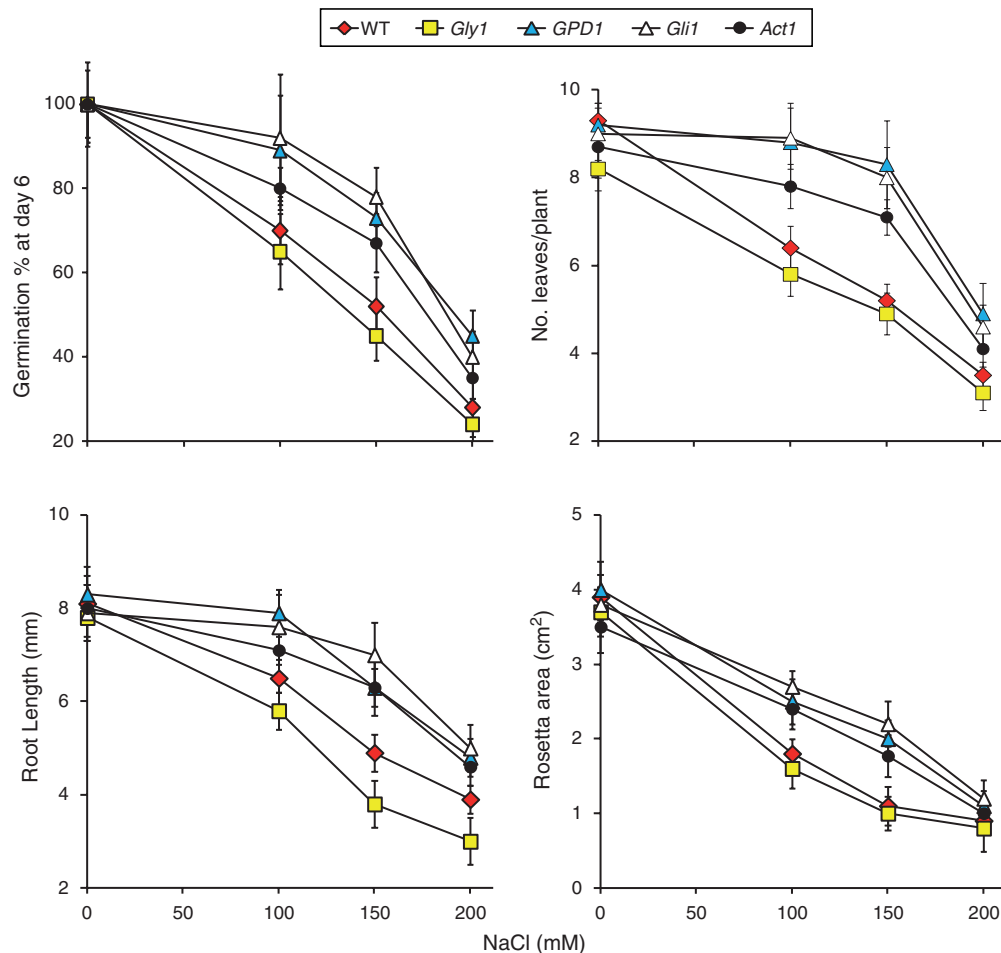 WT Gly1 GPD1 Gli1 Act1
Germination % at day 6
100
80
60
40
20
No. leaves/plant
10
8
6
4
2
Root Length (mm)
10
8
6
4
2
0 50 100 150 200
Rosetta area (cm²)
5
4
3
2
1
0
0 50 100 150 200
NaCl (mM)